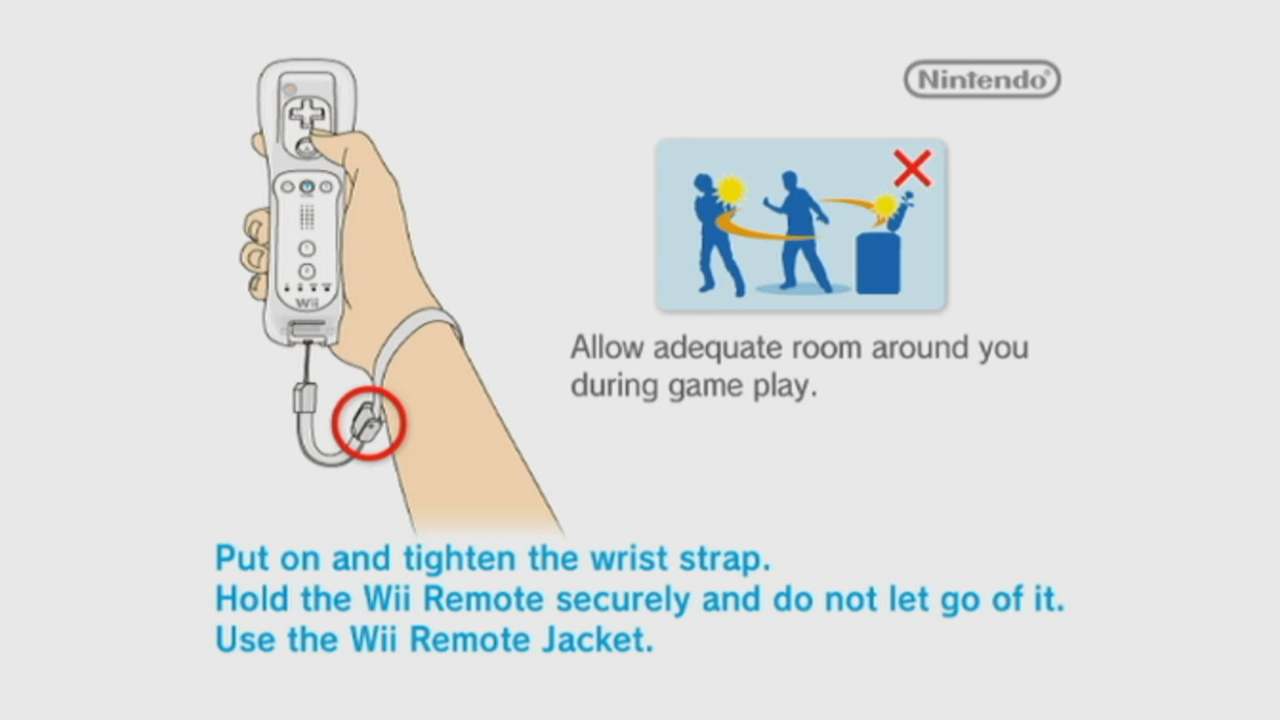 Nintendo®
Allow adequate room around you
during game play.
Wii
Put on and tighten the wrist strap.
Hold the Wii Remote securely and do not let go of it.
Use the Wii Remote Jacket.